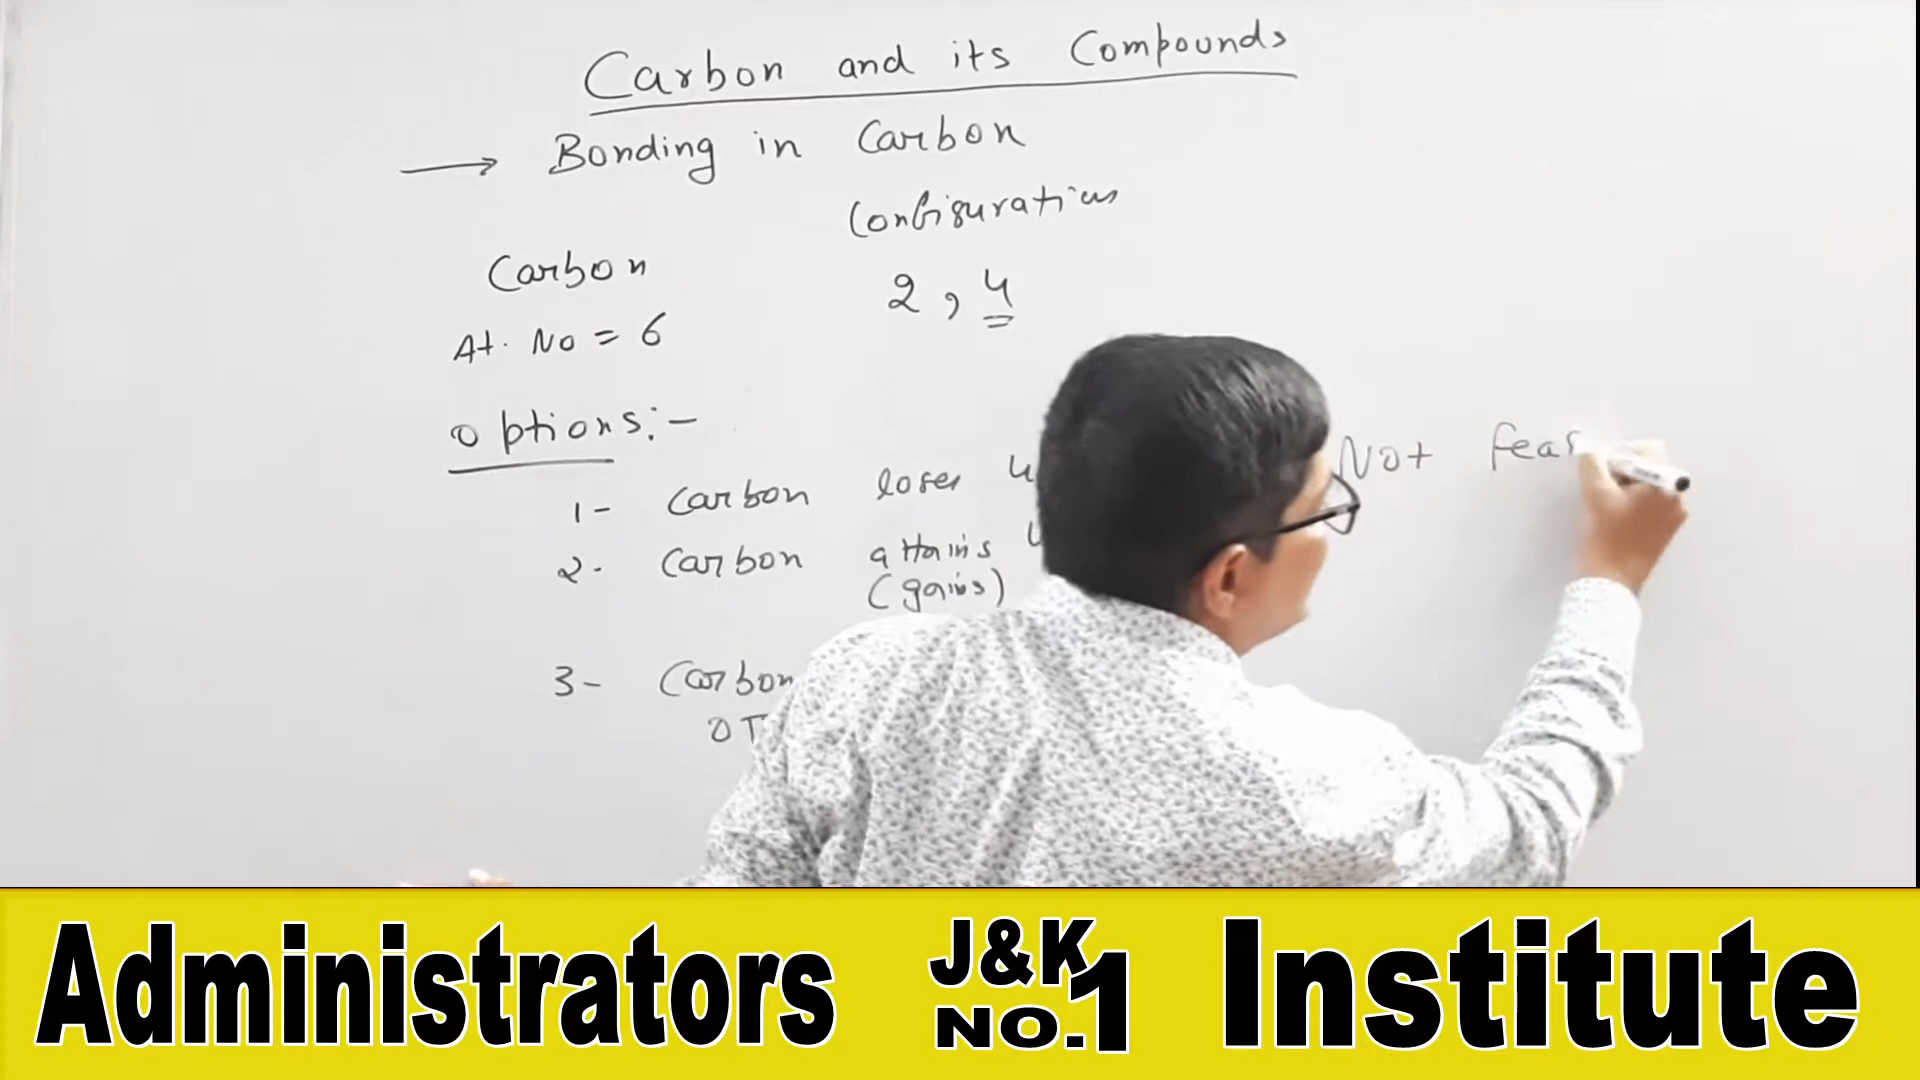 Carbon and its Compounds
→ Bonding in Carbon
Configuration
Carbon
2, 4
At. No = 6
Options:-
1- Carbon loses 4 Not
2- Carbon attains
(gains)
3- Carbon
Administrators J&K NO.1 Institute